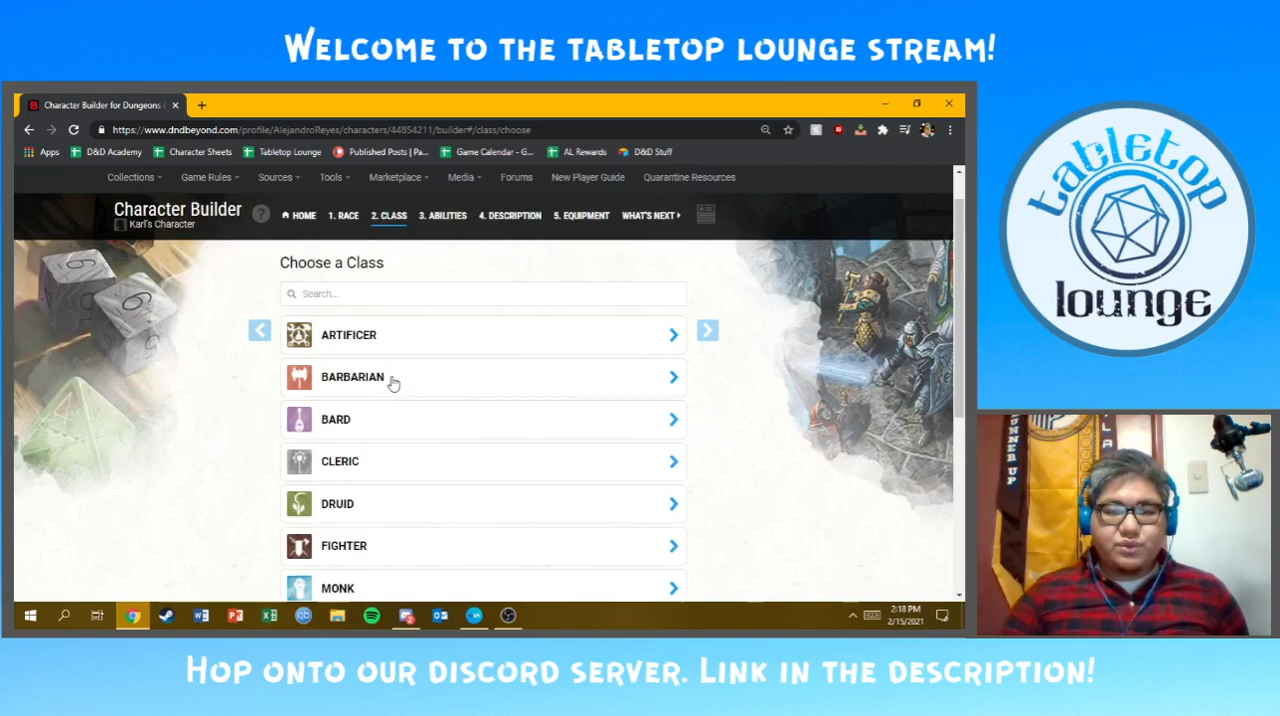 WELCOME TO THE TABLETOP LOUNGE STREAM!
Character Builder for Dungeons
https://www.dndbeyond.com/profile/AlejandroReyes/characters/44854211/builder#/class/choose
Apps D&D Academy Character Sheets Tabletop Lounge Published Posts | Pa... Game Calendar - G... AL Rewards D&D Stuff
Collections Game Rules Sources Tools Marketplace Media Forums New Player Guide Quarantine Resources
Character Builder ? HOME 1. RACE 2. CLASS 3. ABILITIES 4. DESCRIPTION 5. EQUIPMENT WHAT'S NEXT
Karl's Character
Choose a Class
Search...
ARTIFICER
BARBARIAN
BARD
CLERIC
DRUID
FIGHTER
MONK
2:18 PM
2/15/2021
tabletop
lounge
UNNER UP
HOP ONTO OUR DISCORD SERVER. LINK IN THE DESCRIPTION!